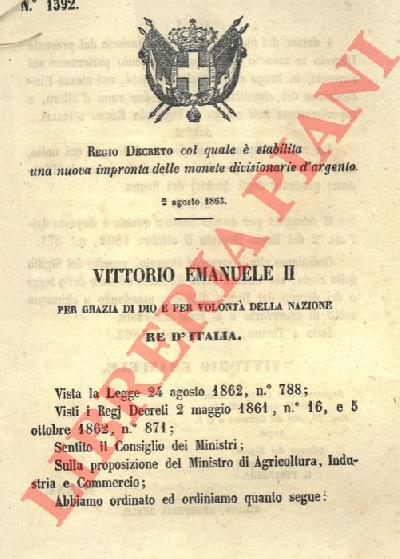 N.° 1392.
REGIO DECRETO col quale è stabilita
una nuova impronta delle monete divisionarie d'argento.
2 agosto 1863.
VITTORIO EMANUELE II
PER GRAZIA DI DIO E PER VOLONTÀ DELLA NAZIONE
RE D'ITALIA.
Vista la Legge 24 agosto 1862, n.° 788;
Visti i Regj Decreti 2 maggio 1861, n.° 16, e 5
ottobre 1862, n.° 871;
Sentito il Consiglio dei Ministri;
Sulla proposizione del Ministro di Agricoltura, Indu-
stria e Commercio;
Abbiamo ordinato ed ordiniamo quanto segue:
LIBRERIA PIANI